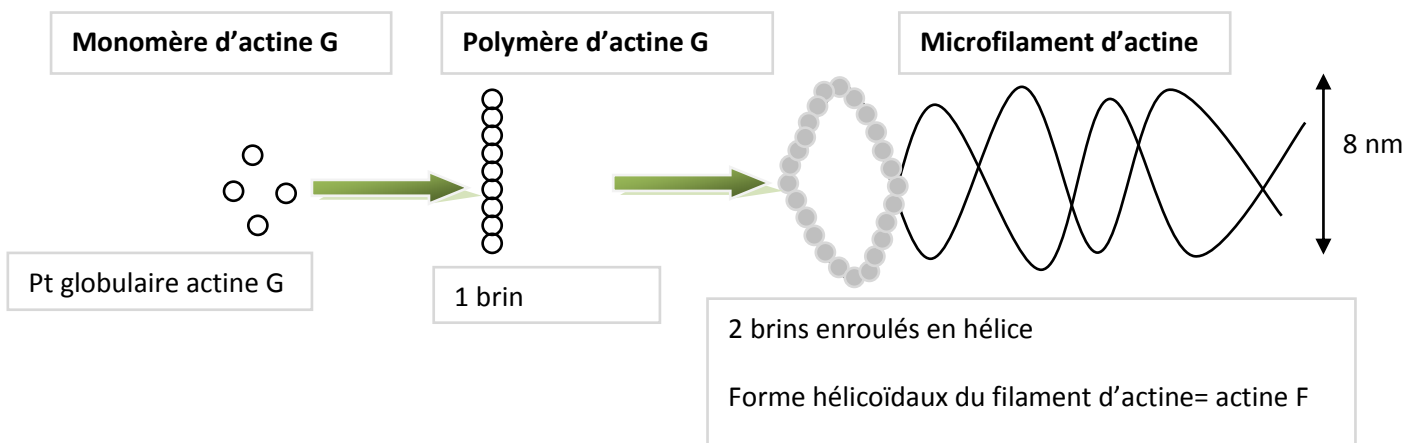 Monomère d’actine G
Polymère d’actine G
Microfilament d’actine
8 nm
Pt globulaire actine G
1 brin
2 brins enroulés en hélice
Forme hélicoïdaux du filament d’actine= actine F